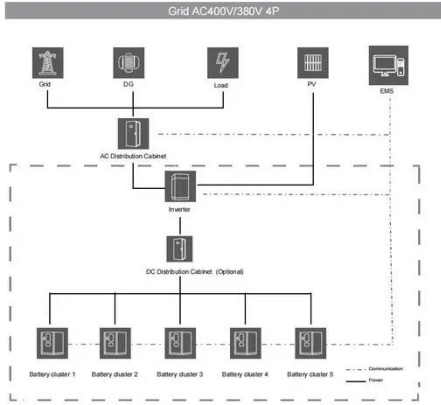 Grid AC400V/380V 4P
Grid
DG
Load
PV
EMS
AC Distribution Cabinet
Inverter
DC Distribution Cabinet (Optional)
Battery cluster 1
Battery cluster 2
Battery cluster 3
Battery cluster 4
Battery cluster 5
Communication
Power